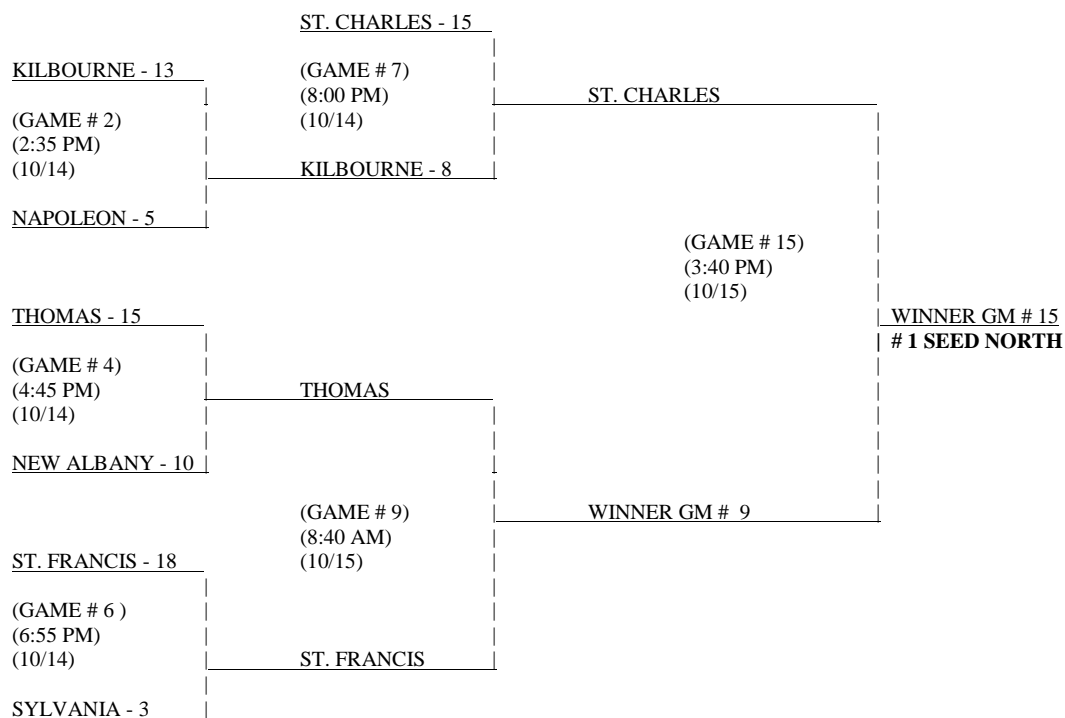 ST. CHARLES - 15
KILBOURNE - 13
(GAME # 7)
(8:00 PM)
ST. CHARLES
(GAME # 2)
(10/14)
(2:35 PM)
(10/14)
KILBOURNE - 8
NAPOLEON - 5
(GAME # 15)
(3:40 PM)
(10/15)
THOMAS - 15
WINNER GM # 15
# 1 SEED NORTH
(GAME # 4)
(4:45 PM)
THOMAS
(10/14)
NEW ALBANY - 10
(GAME # 9)
WINNER GM # 9
(8:40 AM)
ST. FRANCIS - 18
(10/15)
(GAME # 6 )
(6:55 PM)
(10/14)
ST. FRANCIS
SYLVANIA - 3